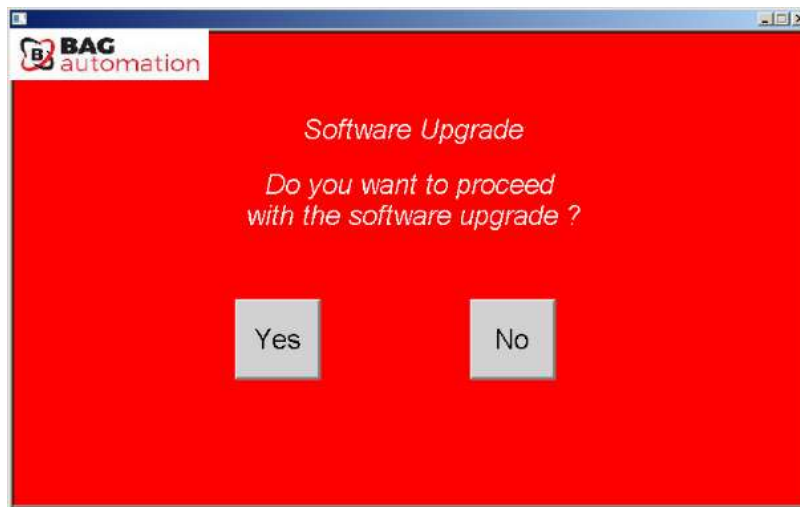 BAG
automation
Software Upgrade
Do you want to proceed
with the software upgrade ?
Yes
No